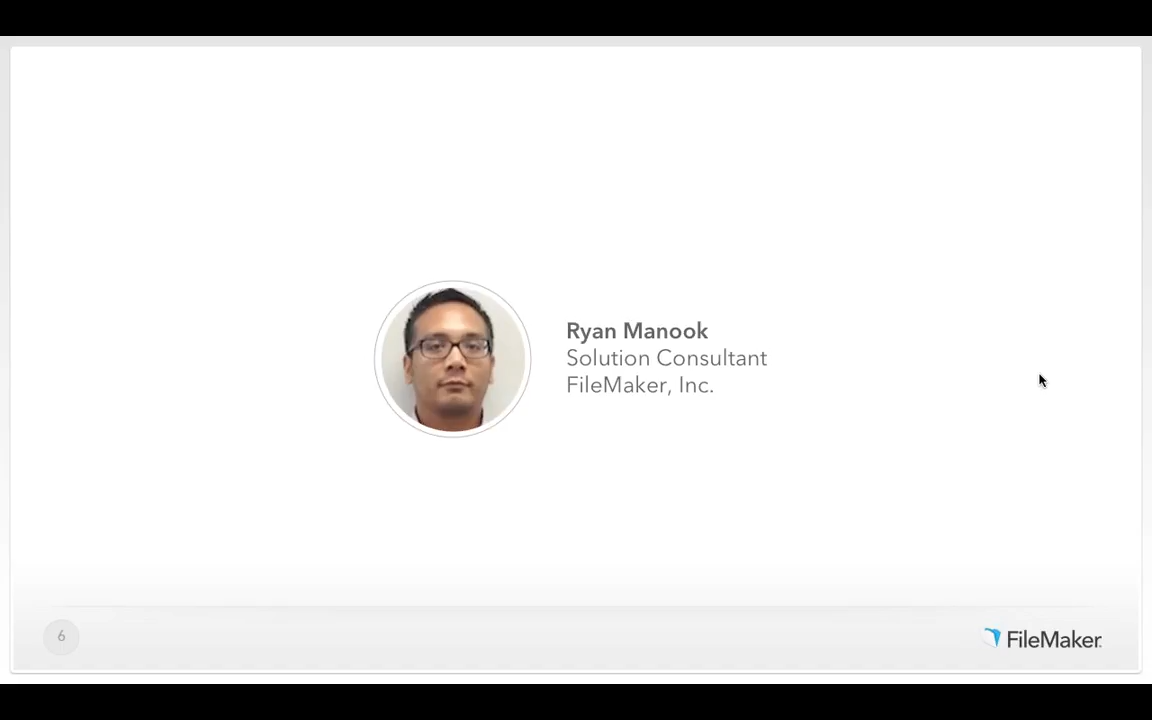 Ryan Manook
Solution Consultant
FileMaker, Inc.
6
FileMaker.